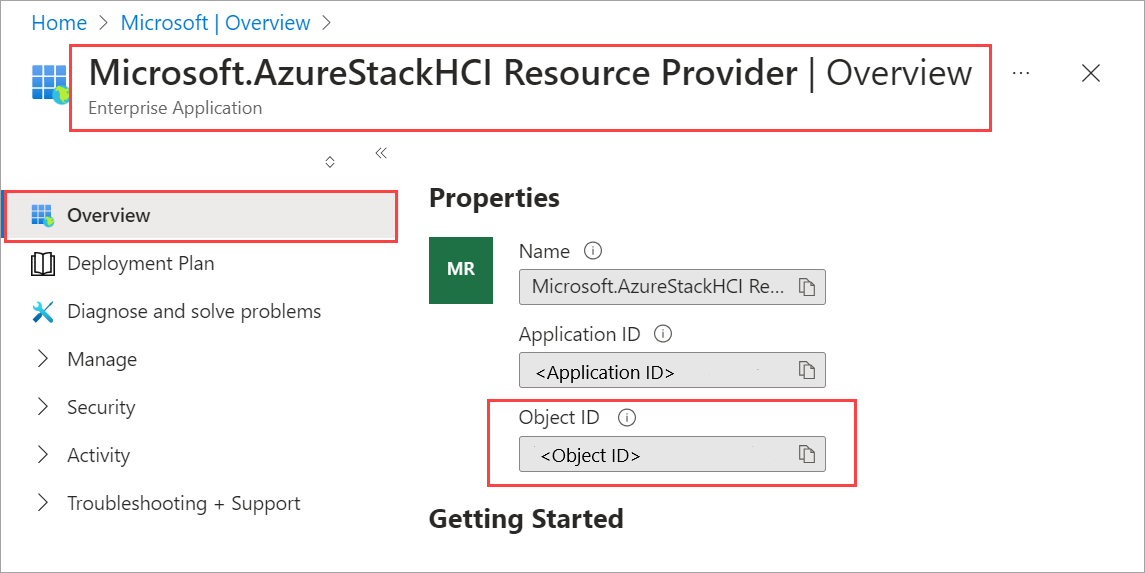 Home > Microsoft | Overview >
Microsoft.AzureStackHCI Resource Provider | Overview
Enterprise Application
Overview
Deployment Plan
Diagnose and solve problems
Manage
Security
Activity
Troubleshooting + Support
Properties
MR
Name
Microsoft.AzureStackHCI Re...
Application ID
<Application ID>
Object ID
<Object ID>
Getting Started